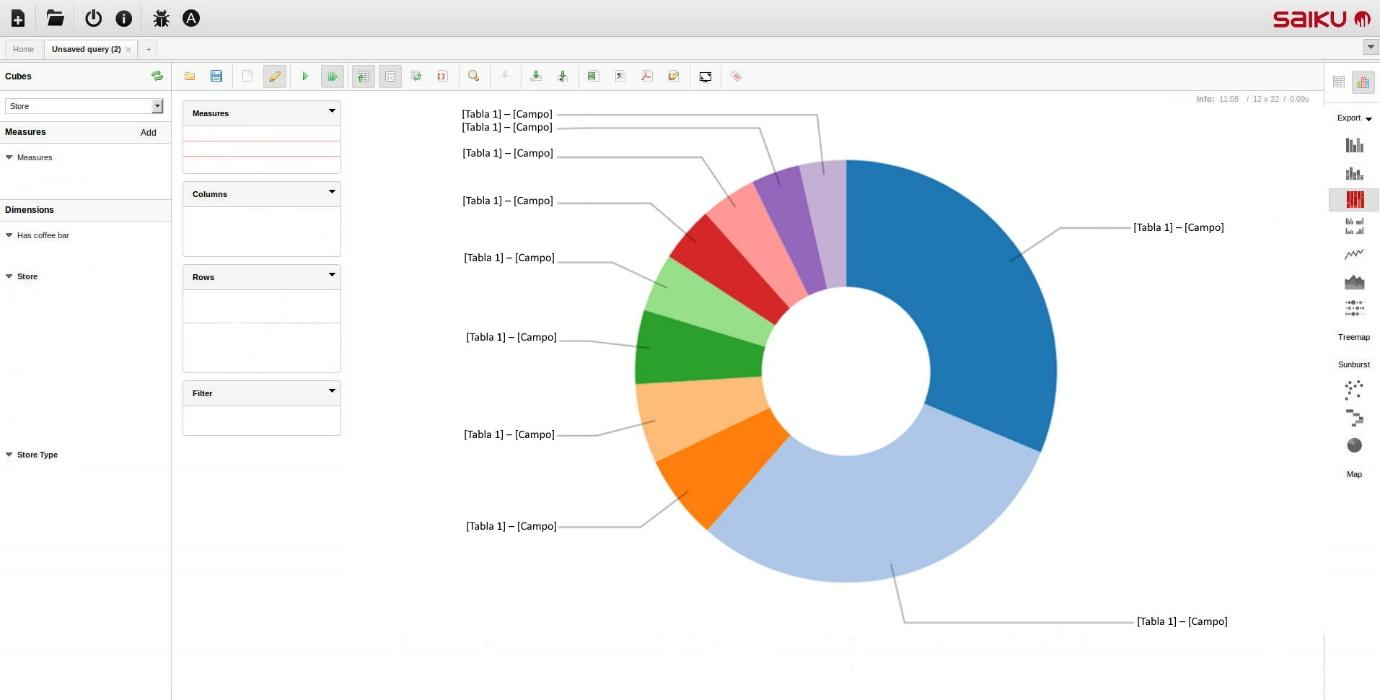 saiku
Home
Unsaved query (2)
Cubes
Store
Measures
Add
Measures
Dimensions
Has coffee bar
Store
Store Type
Measures
Columns
Rows
Filter
Info: 11:08 / 12 x 22 / 0.09s
[Tabla 1] – [Campo]
[Tabla 1] – [Campo]
[Tabla 1] – [Campo]
[Tabla 1] – [Campo]
[Tabla 1] – [Campo]
[Tabla 1] – [Campo]
[Tabla 1] – [Campo]
[Tabla 1] – [Campo]
[Tabla 1] – [Campo]
[Tabla 1] – [Campo]
Export
Treemap
Sunburst
Map